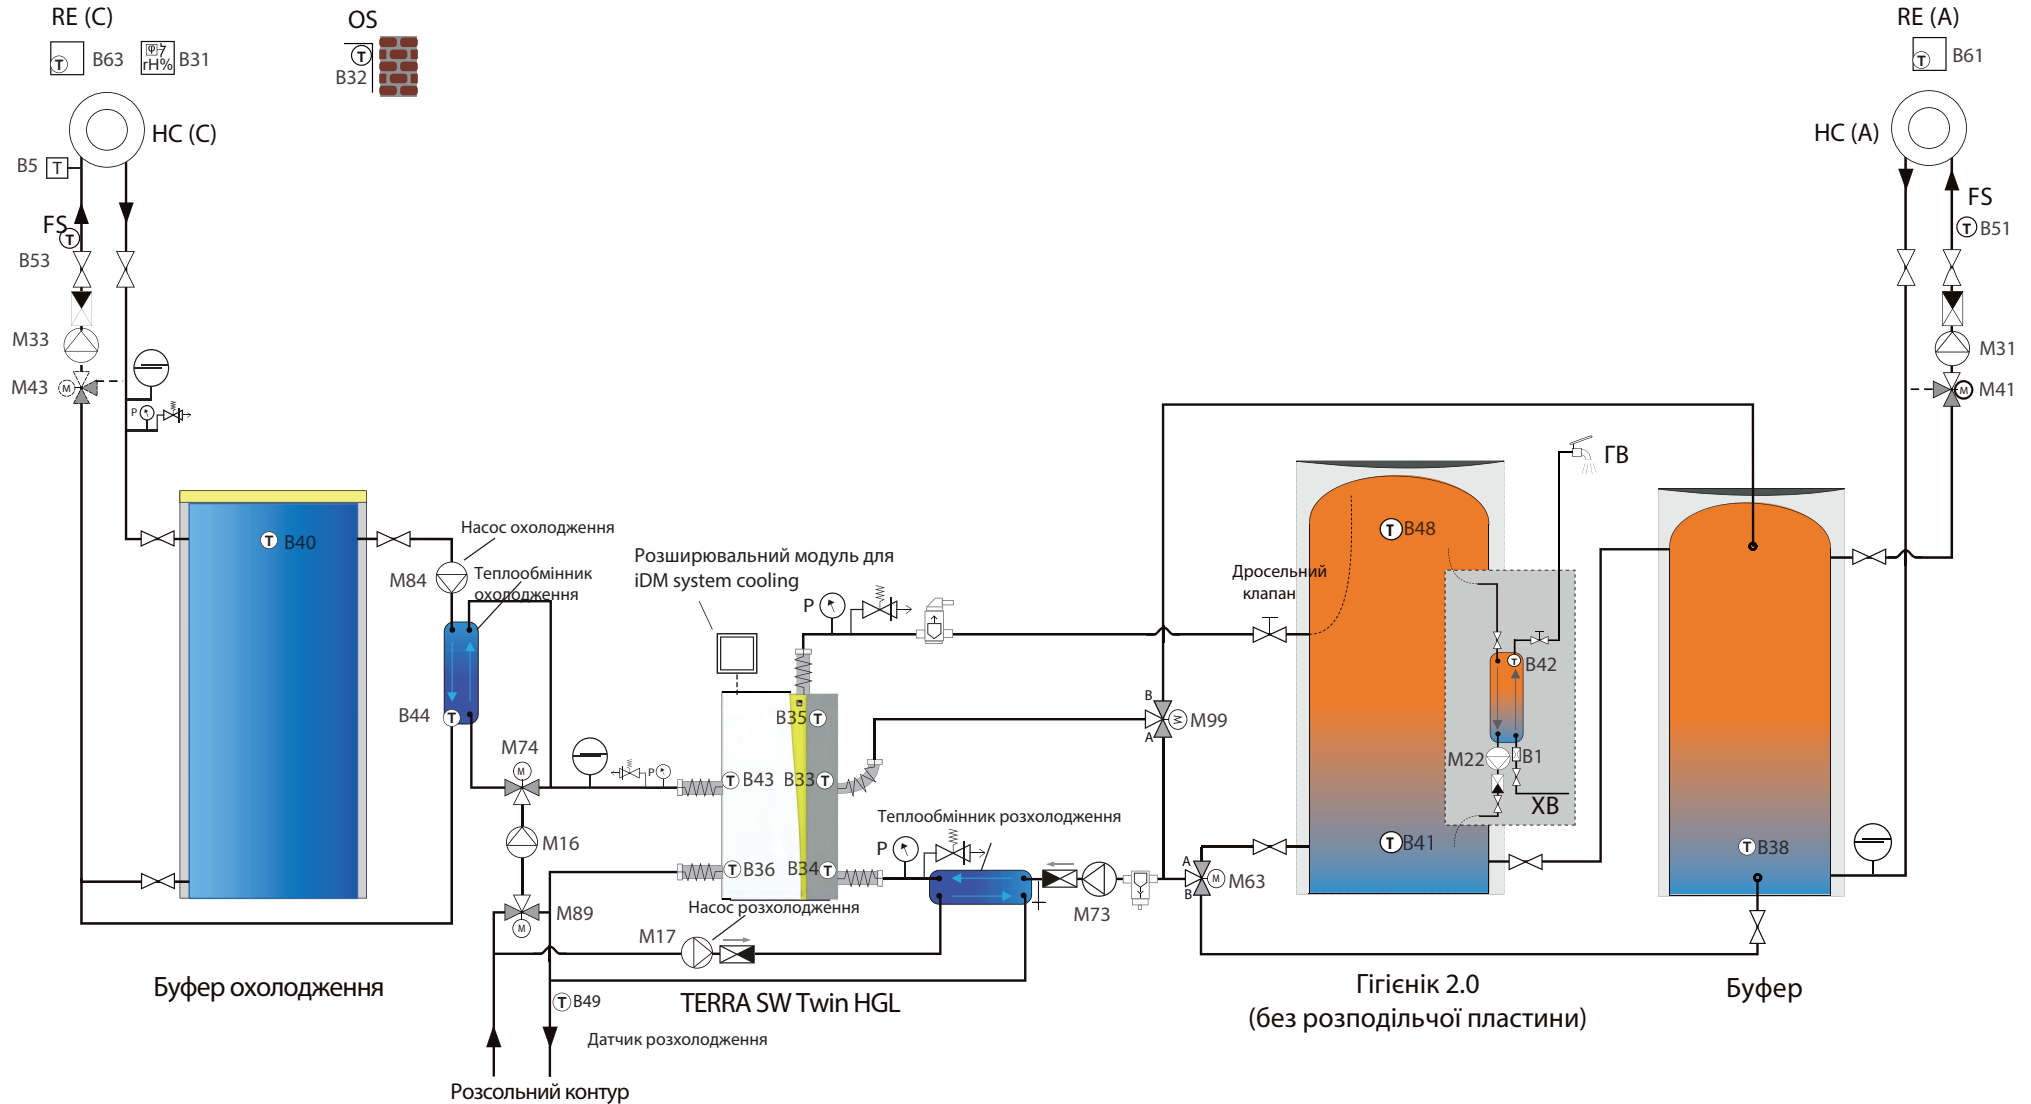 RE (C)
OS
RE (A)
B63
rH%
B31
T
B32
B61
HC (C)
HC (A)
B5
T
FS
T
B53
FS
T
B51
M33
M31
M43
M
M
M41
P
ГВ
Насос охолодження
T
B40
T
B48
Розширювальний модуль для
iDM system cooling
M84
Теплообмінник
охолодження
Дросельний
клапан
P
T
B42
B44
T
B35
T
B
A
M99
M74
M
P
T
B43
B33
T
M22
B1
ХВ
Теплообмінник розхолодження
M16
P
T
B41
T
B38
T
B36
B34
T
A
B
M
M63
M73
M89
M
Насос розхолодження
M17
Буфер охолодження
T
B49
TERRA SW Twin HGL
Гігієнік 2.0
(без розподільчої пластини)
Буфер
Датчик розхолодження
Розсольний контур